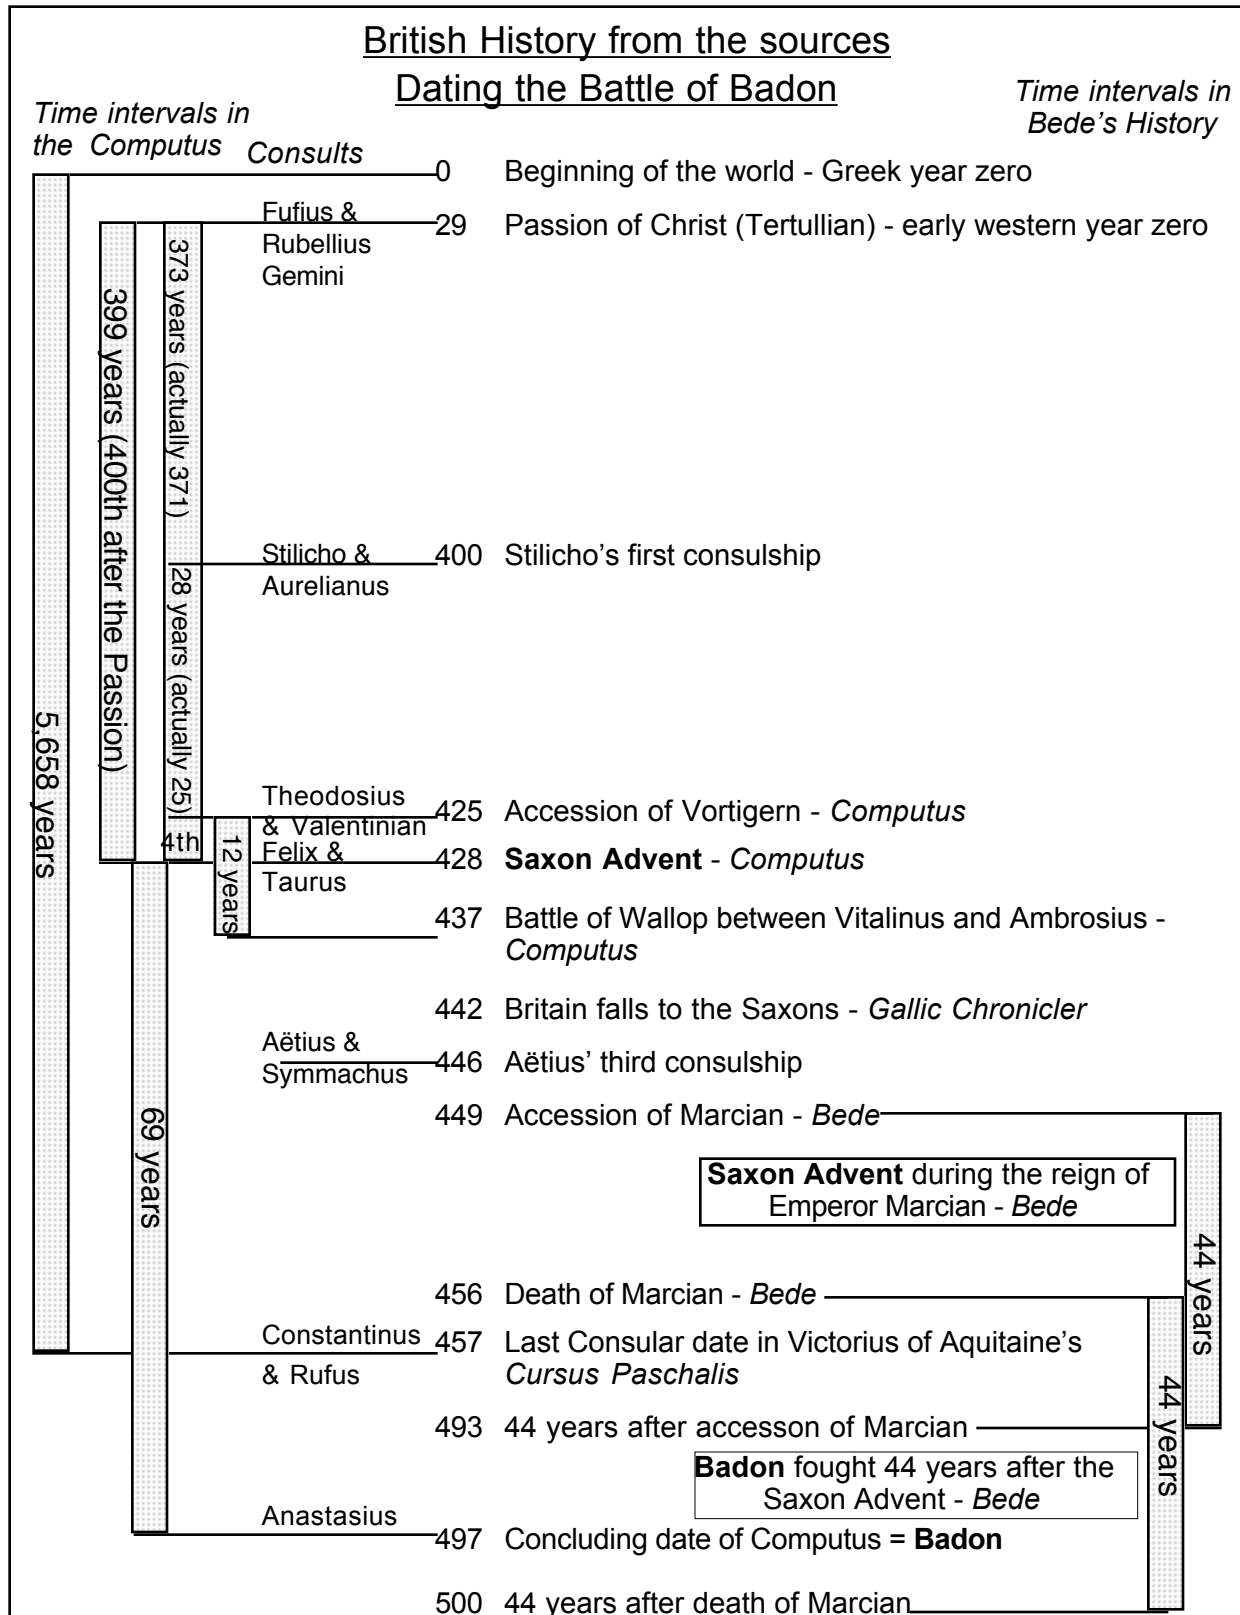 British History from the sources
Dating the Battle of Badon
Time intervals in
the Computus
Consults
Time intervals in
Bede's History
0 Beginning of the world - Greek year zero
Fufius &
Rubellius
Gemini
29 Passion of Christ (Tertullian) - early western year zero
373 years (actually 371)
399 years (400th after the Passion)
Stilicho &
Aurelianus
400 Stilicho's first consulship
28 years (actually 25)
5,658 years
Theodosius
& Valentinian
425 Accession of Vortigern - Computus
4th
12 years
Felix &
Taurus
428 Saxon Advent - Computus
437 Battle of Wallop between Vitalinus and Ambrosius -
Computus
442 Britain falls to the Saxons - Gallic Chronicler
Aëtius &
Symmachus
446 Aëtius' third consulship
69 years
449 Accession of Marcian - Bede
Saxon Advent during the reign of
Emperor Marcian - Bede
44 years
456 Death of Marcian - Bede
Constantinus
& Rufus
457 Last Consular date in Victorius of Aquitaine's
Cursus Paschalis
44 years
493 44 years after accesson of Marcian
Badon fought 44 years after the
Saxon Advent - Bede
Anastasius
497 Concluding date of Computus = Badon
500 44 years after death of Marcian